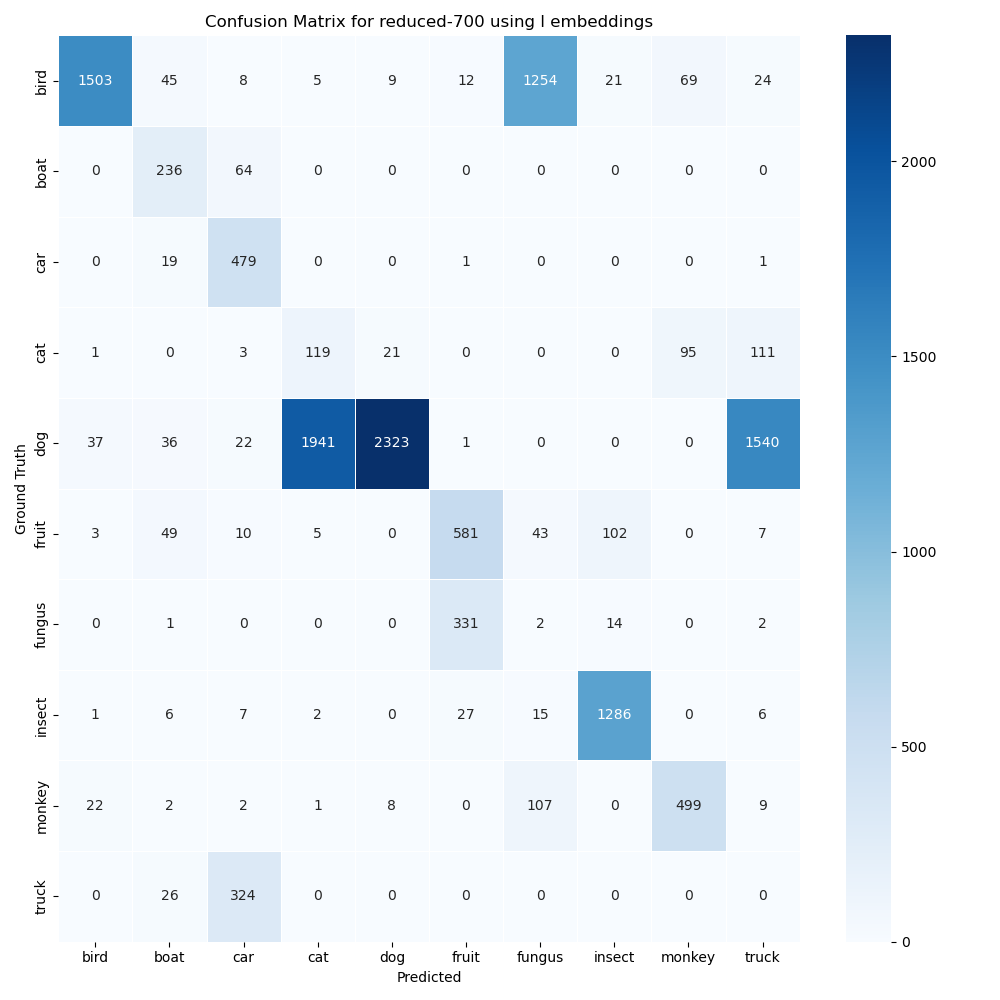 Confusion Matrix for reduced-700 using l embeddings
bird 1503 45 8 5 9 12 1254 21 69 24
boat 0 236 64 0 0 0 0 0 0 0
car 0 19 479 0 0 1 0 0 0 1
cat 1 0 3 119 21 0 0 0 95 111
dog 37 36 22 1941 2323 1 0 0 0 1540
fruit 3 49 10 5 0 581 43 102 0 7
fungus 0 1 0 0 0 331 2 14 0 2
insect 1 6 7 2 0 27 15 1286 0 6
monkey 22 2 2 1 8 0 107 0 499 9
truck 0 26 324 0 0 0 0 0 0 0
bird boat car cat dog fruit fungus insect monkey truck
Predicted
Ground Truth
2000
1500
1000
500
0